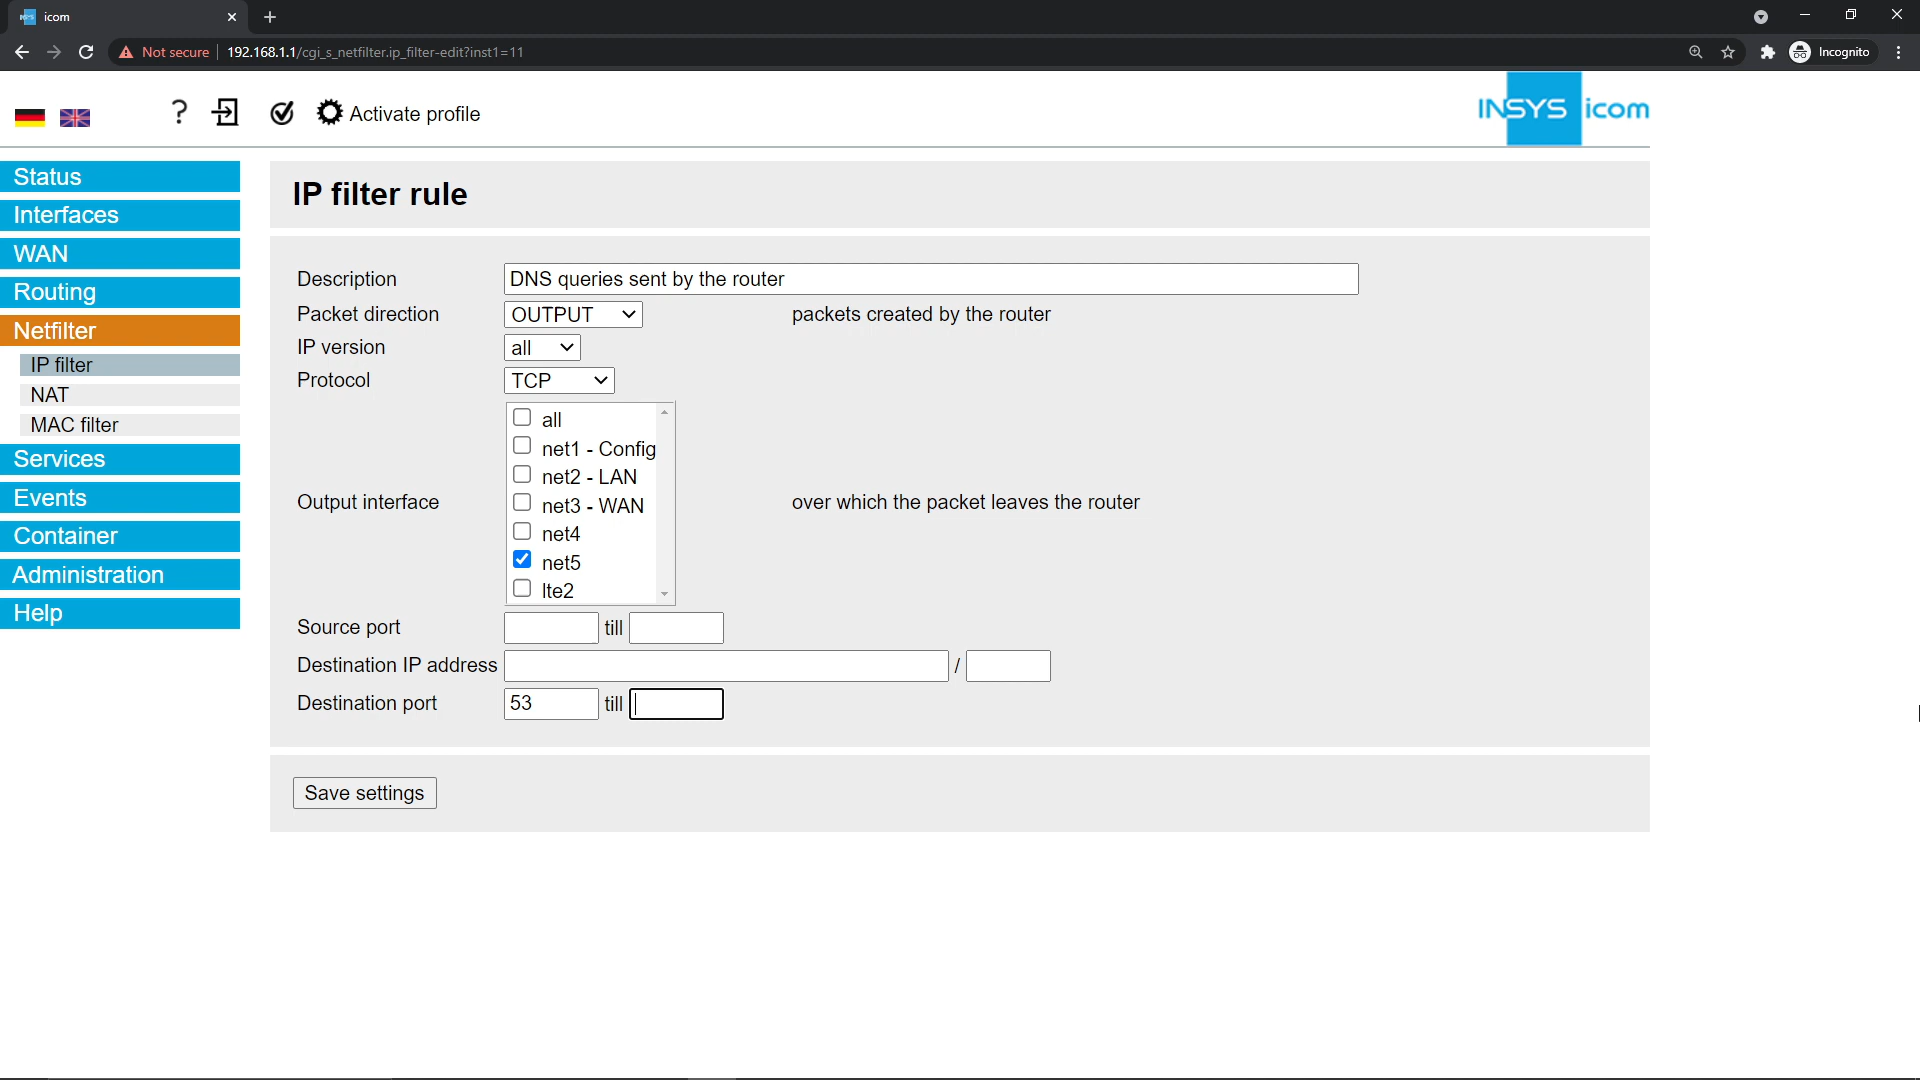 icom
Not secure 192.168.1.1/cgi_s_netfilter.ip_filter-edit?inst1=11
Incognito
? Activate profile
INSYS icom
Status
Interfaces
WAN
Routing
Netfilter
IP filter
NAT
MAC filter
Services
Events
Container
Administration
Help
IP filter rule
Description DNS queries sent by the router
Packet direction OUTPUT packets created by the router
IP version all
Protocol TCP
all
net1 - Config
net2 - LAN
Output interface net3 - WAN over which the packet leaves the router
net4
net5
lte2
Source port till
Destination IP address /
Destination port 53 till
Save settings